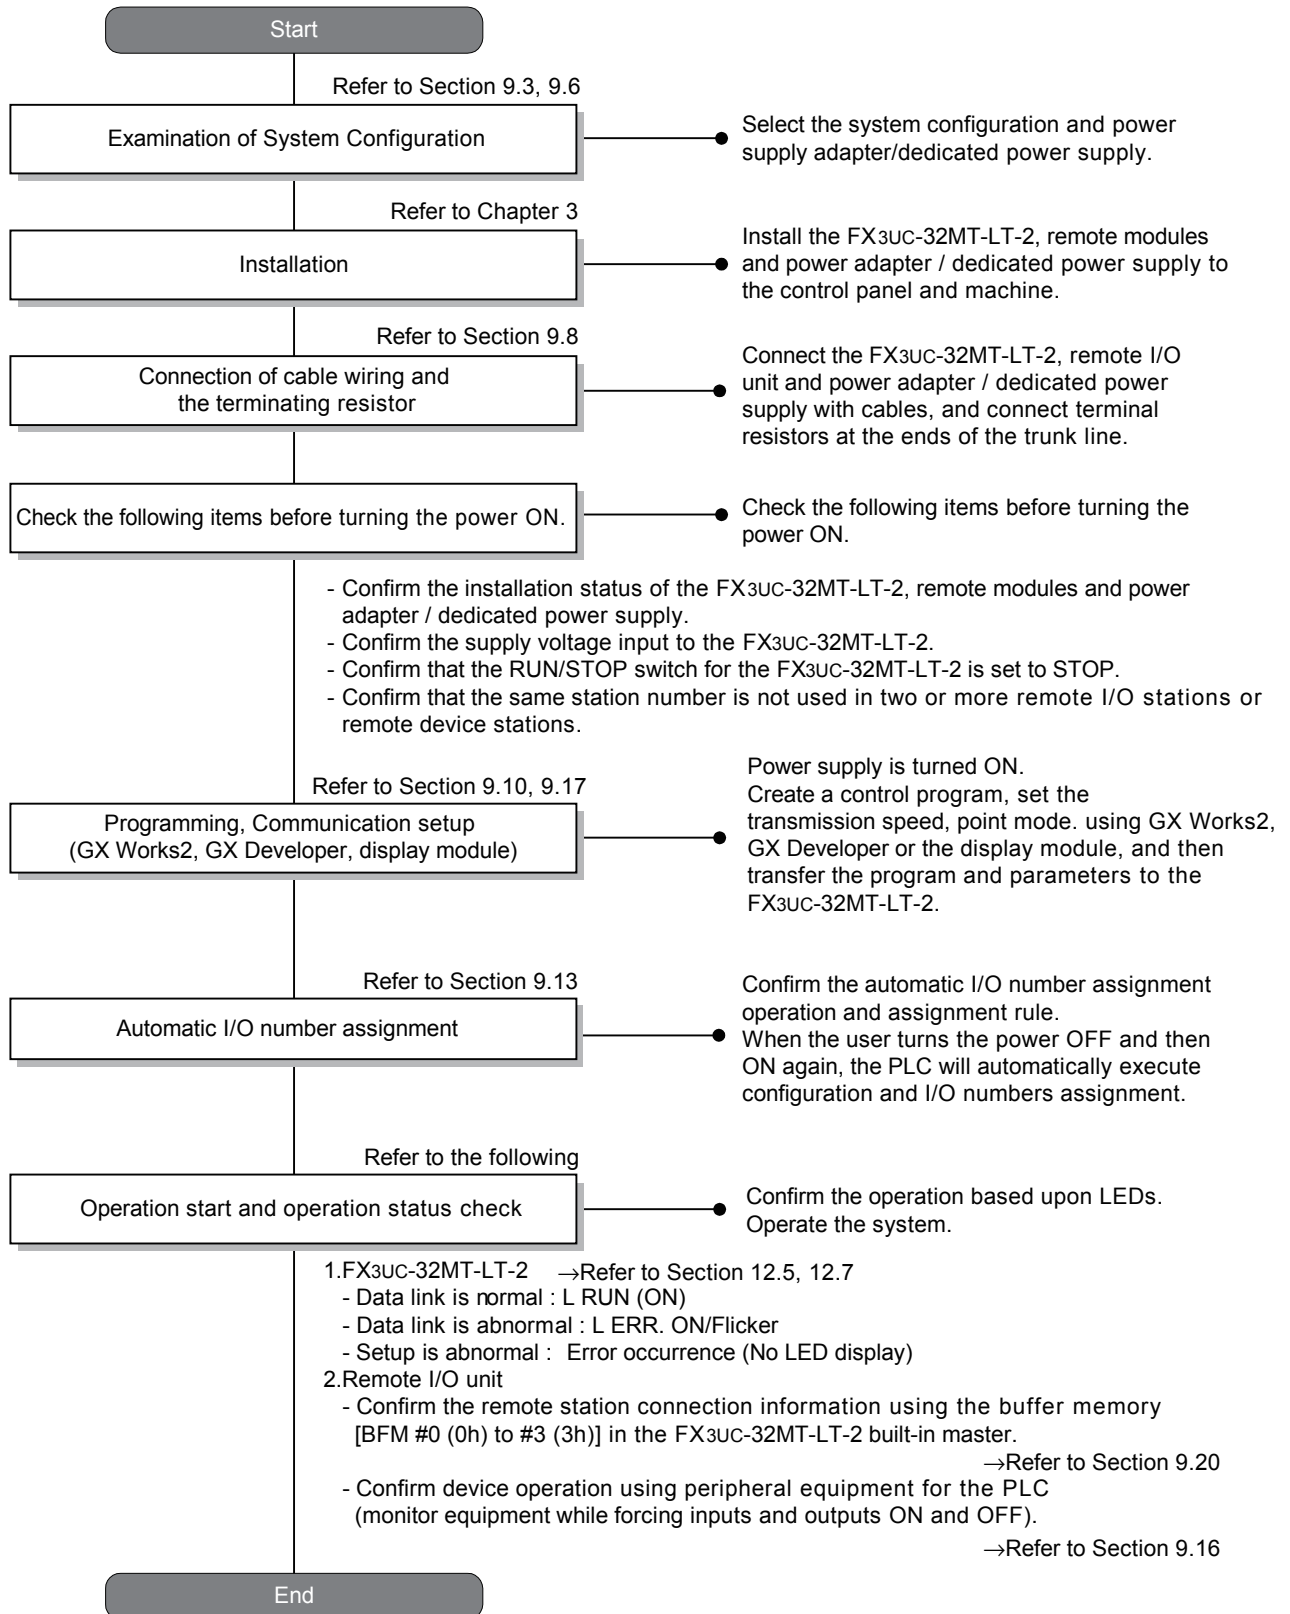 Start
Refer to Section 9.3, 9.6
Examination of System Configuration
Select the system configuration and power
supply adapter/dedicated power supply.
Refer to Chapter 3
Installation
Install the FX3UC-32MT-LT-2, remote modules
and power adapter / dedicated power supply to
the control panel and machine.
Refer to Section 9.8
Connection of cable wiring and
the terminating resistor
Connect the FX3UC-32MT-LT-2, remote I/O
unit and power adapter / dedicated power
supply with cables, and connect terminal
resistors at the ends of the trunk line.
Check the following items before turning the power ON.
Check the following items before turning the
power ON.
- Confirm the installation status of the FX3UC-32MT-LT-2, remote modules and power
adapter / dedicated power supply.
- Confirm the supply voltage input to the FX3UC-32MT-LT-2.
- Confirm that the RUN/STOP switch for the FX3UC-32MT-LT-2 is set to STOP.
- Confirm that the same station number is not used in two or more remote I/O stations or
remote device stations.
Refer to Section 9.10, 9.17
Programming, Communication setup
(GX Works2, GX Developer, display module)
Power supply is turned ON.
Create a control program, set the
transmission speed, point mode. using GX Works2,
GX Developer or the display module, and then
transfer the program and parameters to the
FX3UC-32MT-LT-2.
Refer to Section 9.13
Automatic I/O number assignment
Confirm the automatic I/O number assignment
operation and assignment rule.
When the user turns the power OFF and then
ON again, the PLC will automatically execute
configuration and I/O numbers assignment.
Refer to the following
Operation start and operation status check
Confirm the operation based upon LEDs.
Operate the system.
1.FX3UC-32MT-LT-2 →Refer to Section 12.5, 12.7
- Data link is normal : L RUN (ON)
- Data link is abnormal : L ERR. ON/Flicker
- Setup is abnormal : Error occurrence (No LED display)
2.Remote I/O unit
- Confirm the remote station connection information using the buffer memory
[BFM #0 (0h) to #3 (3h)] in the FX3UC-32MT-LT-2 built-in master.
→Refer to Section 9.20
- Confirm device operation using peripheral equipment for the PLC
(monitor equipment while forcing inputs and outputs ON and OFF).
→Refer to Section 9.16
End